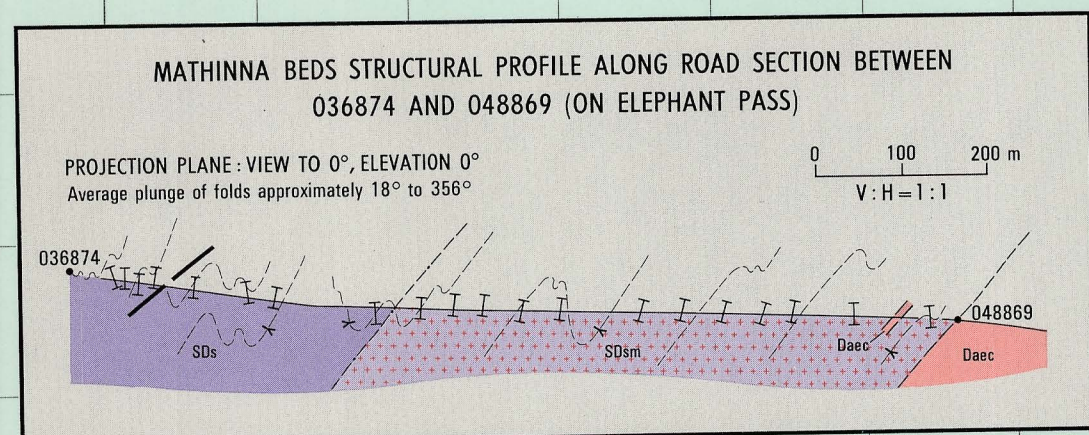 MATHINNA BEDS STRUCTURAL PROFILE ALONG ROAD SECTION BETWEEN
036874 AND 048869 (ON ELEPHANT PASS)
PROJECTION PLANE : VIEW TO 0°, ELEVATION 0°
Average plunge of folds approximately 18° to 356°
0 100 200 m
V : H = 1 : 1
036874
048869
SDs
SDsm
Daec
Daec